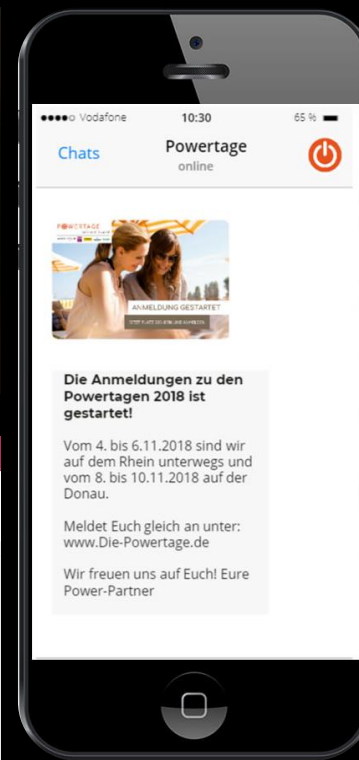 Vodafone 10:30 65 %
Chats Powertage
online
POWERTAGE
ANMELDUNG GESTARTET
Die Anmeldungen zu den
Powertagen 2018 ist
gestartet!
Vom 4. bis 6.11.2018 sind wir
auf dem Rhein unterwegs und
vom 8. bis 10.11.2018 auf der
Donau.
Meldet Euch gleich an unter:
www.Die-Powertage.de
Wir freuen uns auf Euch! Eure
Power-Partner